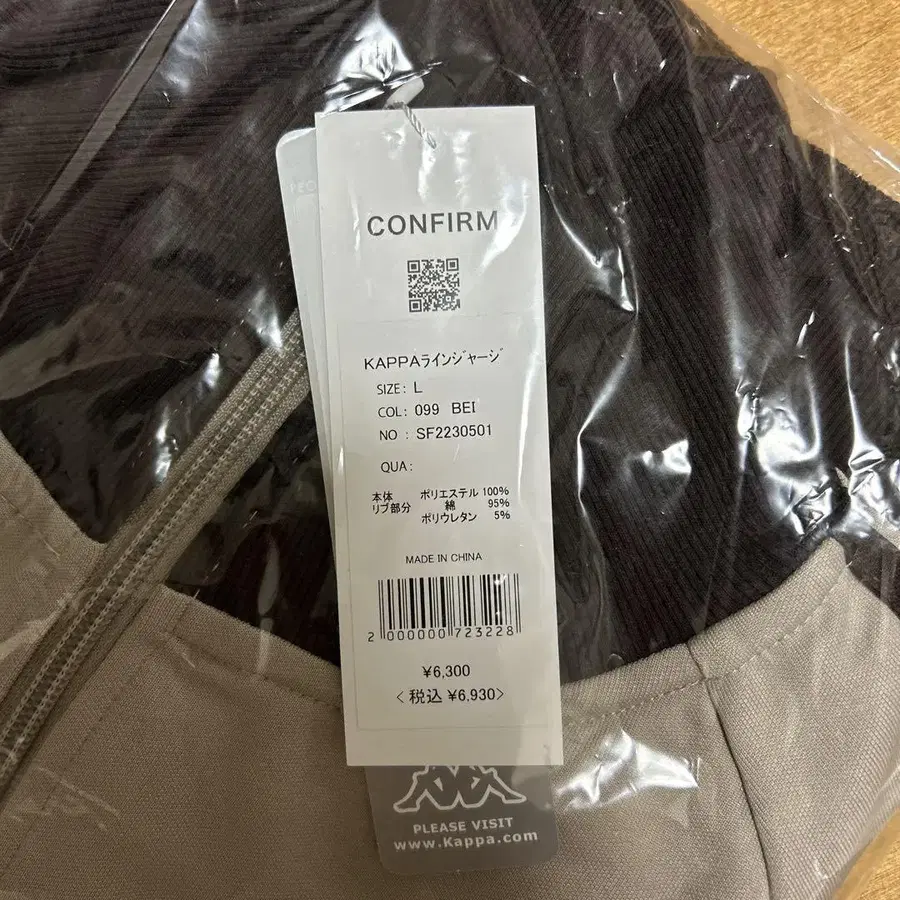 PEO
CONFIRM
KAPPAラインジャージ
SIZE: L
COL: 099 BEI
NO : SF2230501
QUA:
本体 ポリエステル 100%
リブ部分 綿 95%
ポリウレタン 5%
MADE IN CHINA
2 000000 723228
¥6,300
<税込 ¥6,930>
PLEASE VISIT
www.Kappa.com